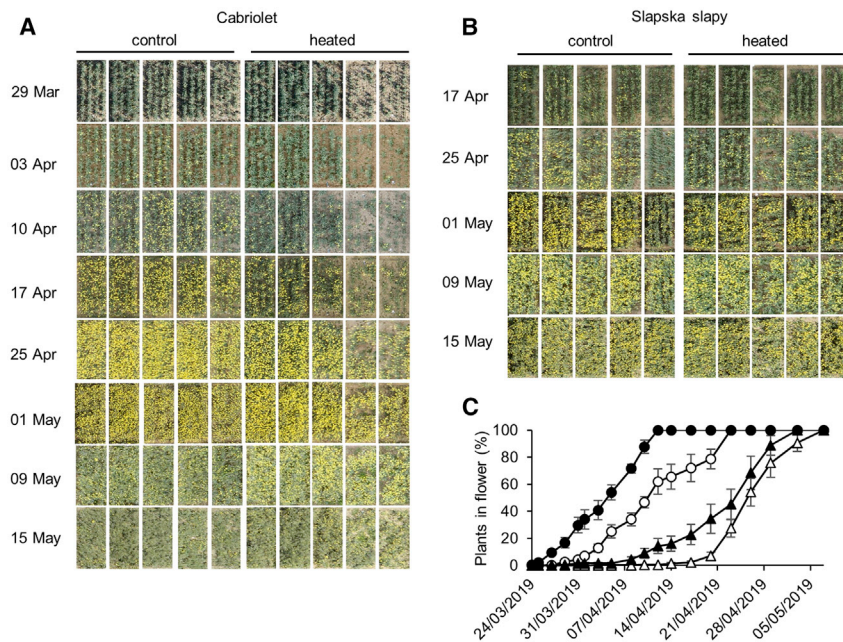 A
Cabriolet
control heated
29 Mar
03 Apr
10 Apr
17 Apr
25 Apr
01 May
09 May
15 May
B
Slapska slapy
control heated
17 Apr
25 Apr
01 May
09 May
15 May
C
Plants in flower (%)
100
80
60
40
20
0
24/03/2019
31/03/2019
07/04/2019
14/04/2019
21/04/2019
28/04/2019
05/05/2019